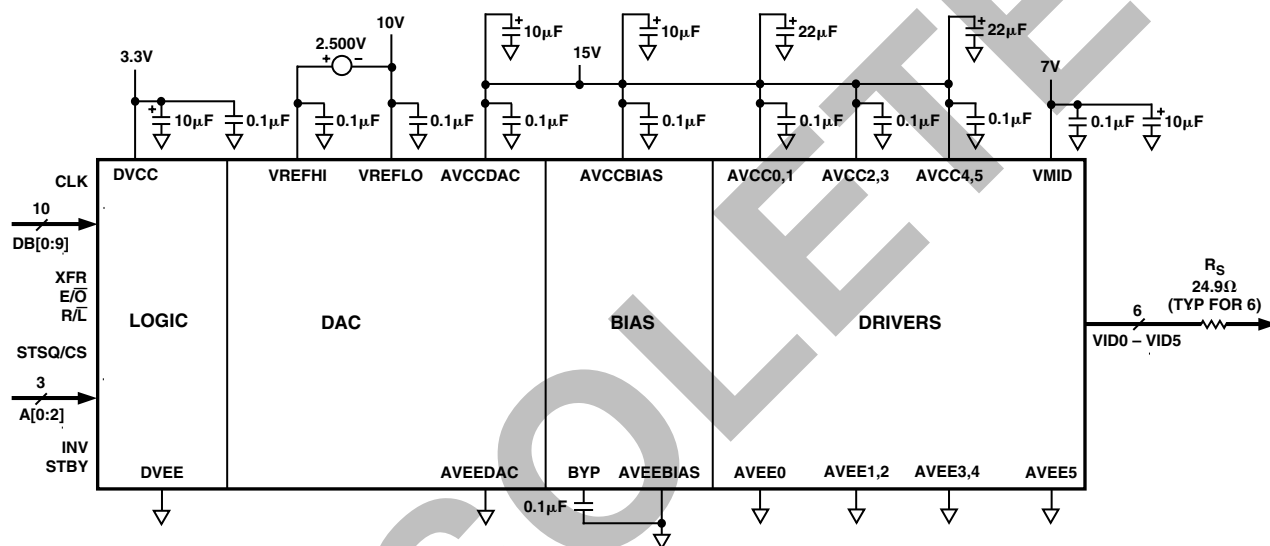 10V
2.500V
+ −
3.3V
15V
7V
+ 10µF
+ 10µF
+ 22µF
+ 22µF
+ 10µF
0.1µF
0.1µF
0.1µF
0.1µF
0.1µF
0.1µF
0.1µF
0.1µF
0.1µF
+ 10µF
DVCC
VREFHI
VREFLO
AVCCDAC
AVCCBIAS
AVCC0,1
AVCC2,3
AVCC4,5
VMID
CLK
10
DB[0:9]
XFR
E/O̅
R/L̅
STSQ/CS
3
A[0:2]
INV
STBY
LOGIC
DAC
BIAS
DRIVERS
6
VID0 – VID5
RS
24.9Ω
(TYP FOR 6)
DVEE
AVEEDAC
BYP
AVEEBIAS
AVEE0
AVEE1,2
AVEE3,4
AVEE5
0.1µF
OLETE